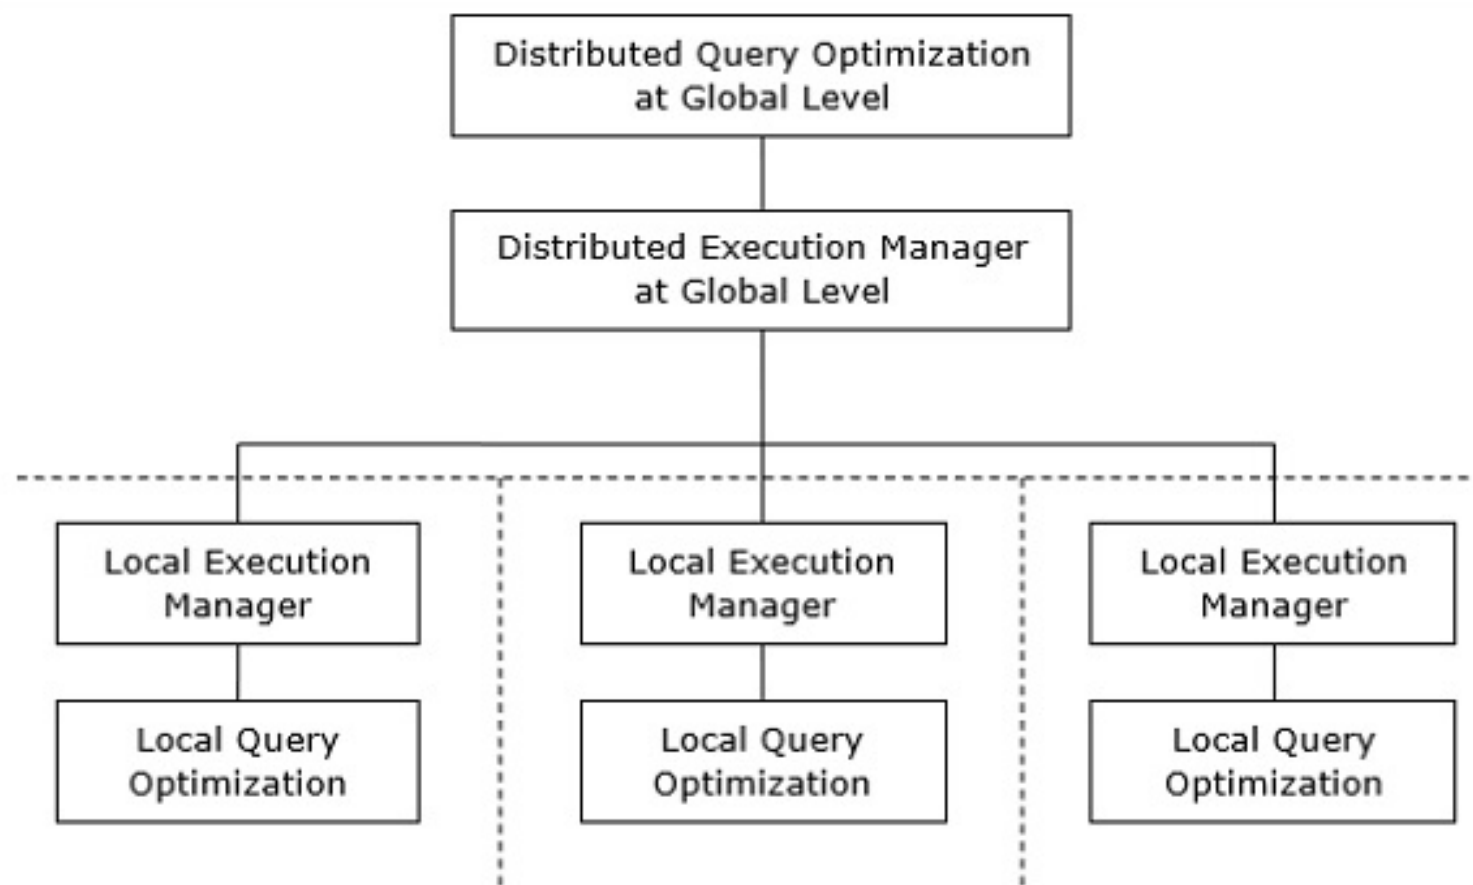 Distributed Query Optimization
at Global Level
Distributed Execution Manager
at Global Level
Local Execution
Manager
Local Execution
Manager
Local Execution
Manager
Local Query
Optimization
Local Query
Optimization
Local Query
Optimization